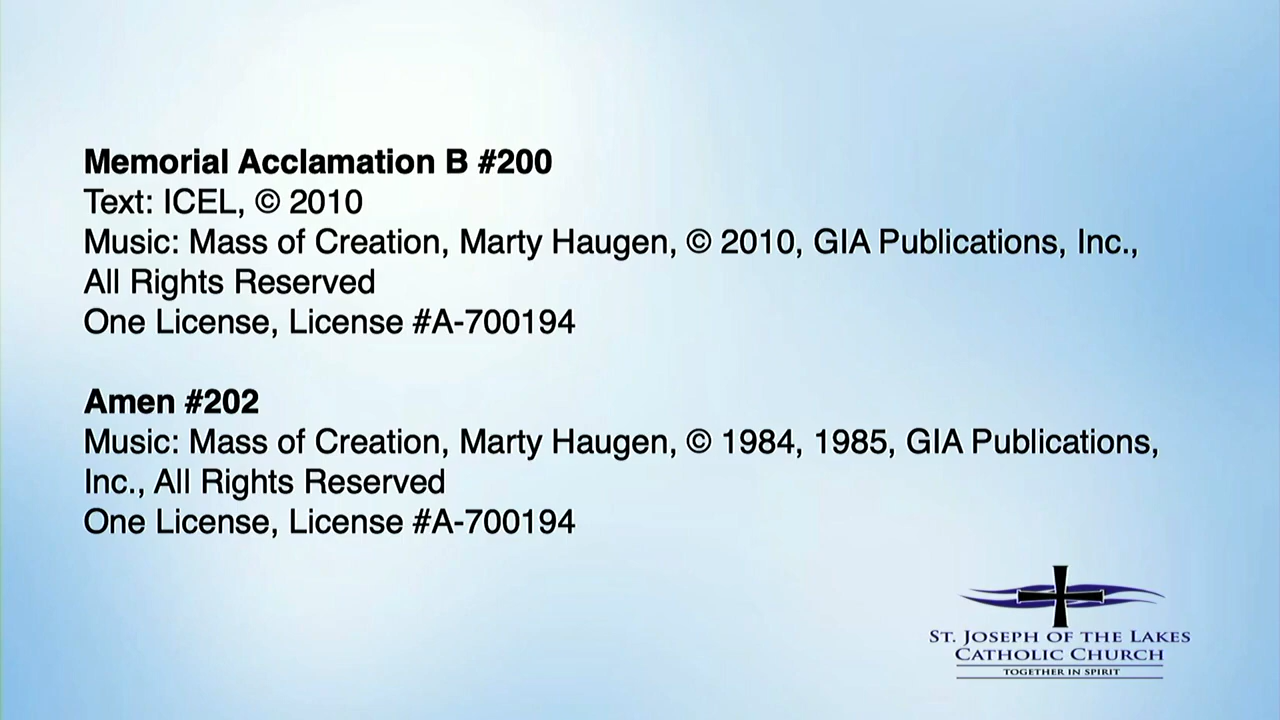 Memorial Acclamation B #200
Text: ICEL, © 2010
Music: Mass of Creation, Marty Haugen, © 2010, GIA Publications, Inc.,
All Rights Reserved
One License, License #A-700194
Amen #202
Music: Mass of Creation, Marty Haugen, © 1984, 1985, GIA Publications,
Inc., All Rights Reserved
One License, License #A-700194
St. Joseph of the Lakes
Catholic Church
TOGETHER IN SPIRIT